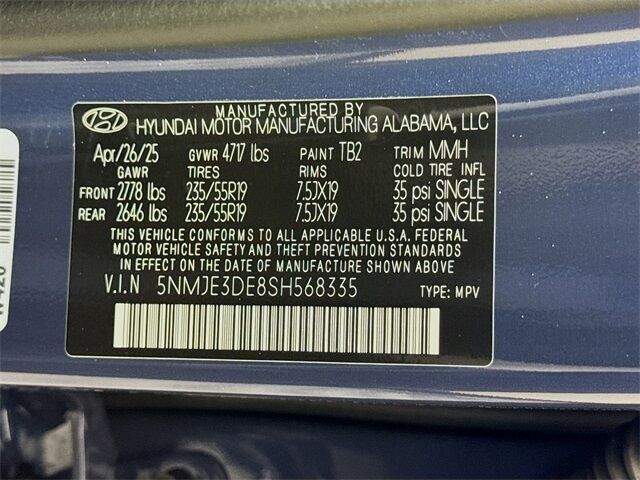 MANUFACTURED BY
HYUNDAI MOTOR MANUFACTURING ALABAMA, LLC
Apr/26/25 GVWR 4717 lbs PAINT TB2 TRIM MMH
GAWR TIRES RIMS COLD TIRE INFL
FRONT 2778 lbs 235/55R19 7.5JX19 35 psi SINGLE
REAR 2646 lbs 235/55R19 7.5JX19 35 psi SINGLE
THIS VEHICLE CONFORMS TO ALL APPLICABLE U.S.A. FEDERAL
MOTOR VEHICLE SAFETY AND THEFT PREVENTION STANDARDS
IN EFFECT ON THE DATE OF MANUFACTURE SHOWN ABOVE.
V.I.N 5NMJE3DE8SH568335 TYPE: MPV